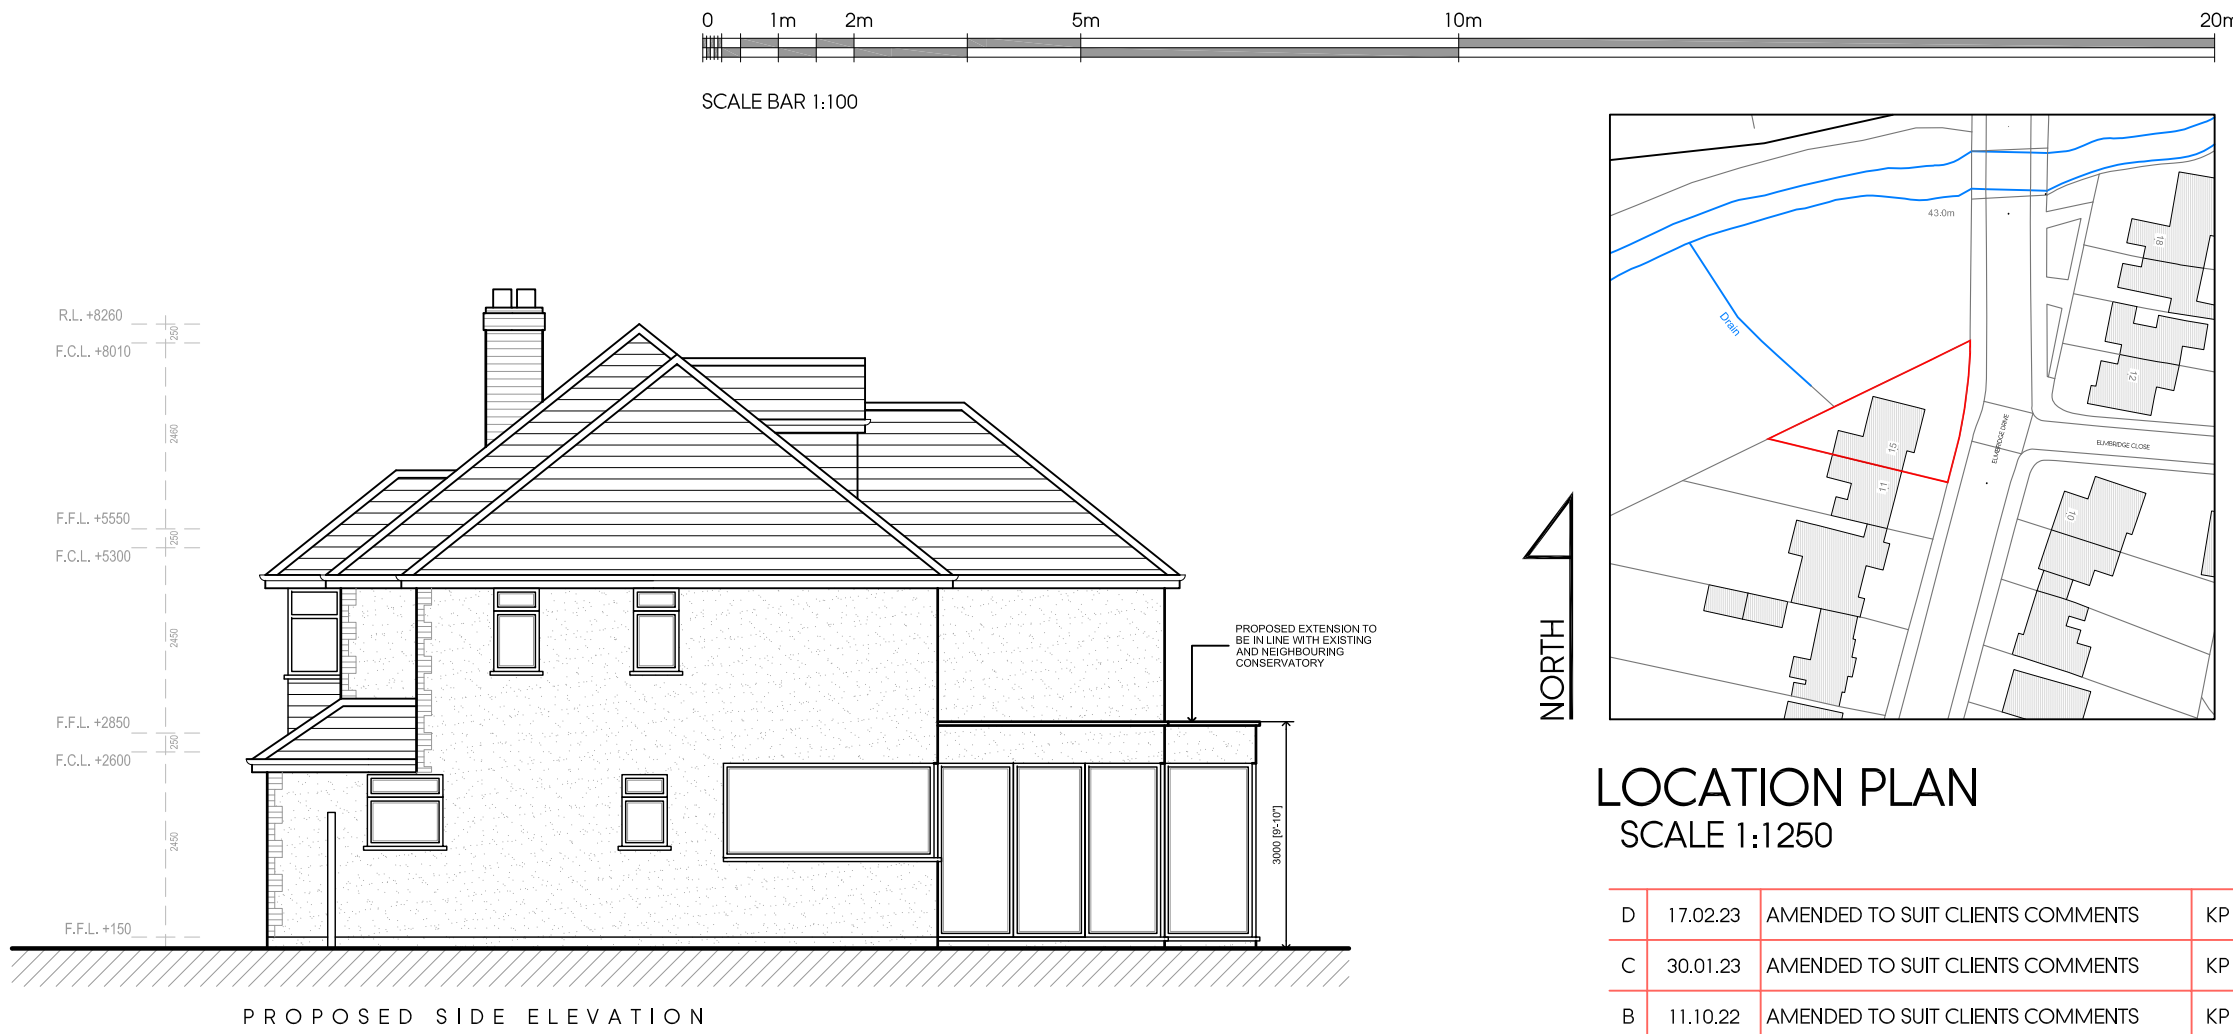 0 1m 2m 5m 10m 20m
SCALE BAR 1:100
R.L. +8260
250
F.C.L. +8010
2460
F.F.L. +5550
250
F.C.L. +5300
2450
F.F.L. +2850
250
F.C.L. +2600
2450
F.F.L. +150
PROPOSED EXTENSION TO
BE IN LINE WITH EXISTING
AND NEIGHBOURING
CONSERVATORY
3000 [9'-10"]
PROPOSED SIDE ELEVATION
NORTH
43.0m
Drain
18
12
15
11
10
ELMBRIDGE DRIVE
ELMBRIDGE CLOSE
LOCATION PLAN
SCALE 1:1250
D 17.02.23 AMENDED TO SUIT CLIENTS COMMENTS KP
C 30.01.23 AMENDED TO SUIT CLIENTS COMMENTS KP
B 11.10.22 AMENDED TO SUIT CLIENTS COMMENTS KP